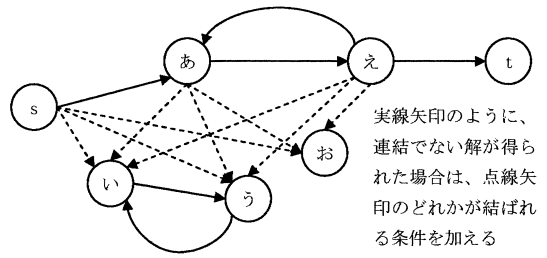 あ
え
t
s
お
い
う
実線矢印のように、
連結でない解が得ら
れた場合は、点線矢
印のどれかが結ばれ
る条件を加える